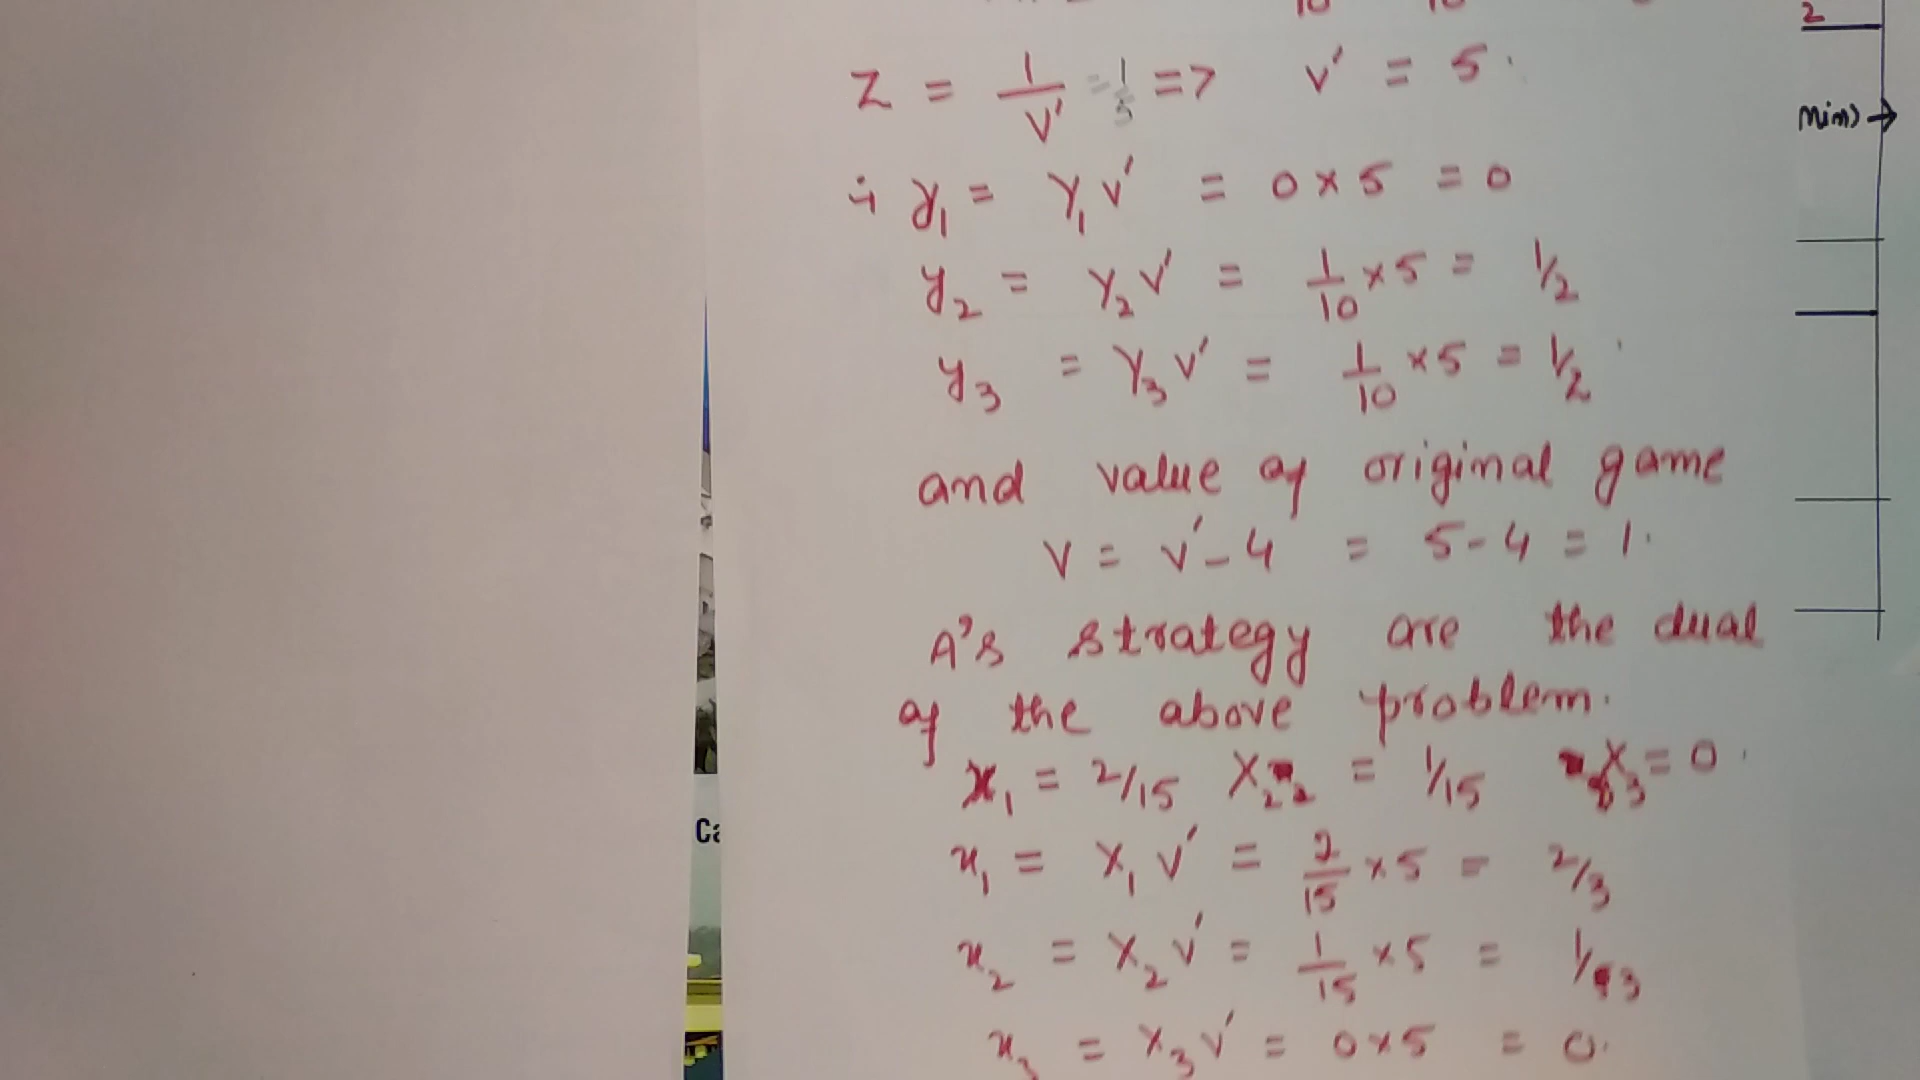 2
Z = 1/V' = 1/5 => v' = 5.
Min) →
∴ y₁ = Y₁ v' = 0 × 5 = 0
y₂ = Y₂ v' = 1/10 × 5 = 1/2
y₃ = Y₃ v' = 1/10 × 5 = 1/2
and value of original game
V = v' - 4 = 5 - 4 = 1.
A's strategy are the dual
of the above problem.
X₁ = 2/15 X₂ = 1/15 X₃ = 0.
Ca
x₁ = X₁ v' = 2/15 × 5 = 2/3
x₂ = X₂ v' = 1/15 × 5 = 1/3
x₃ = X₃ v' = 0 × 5 = 0.